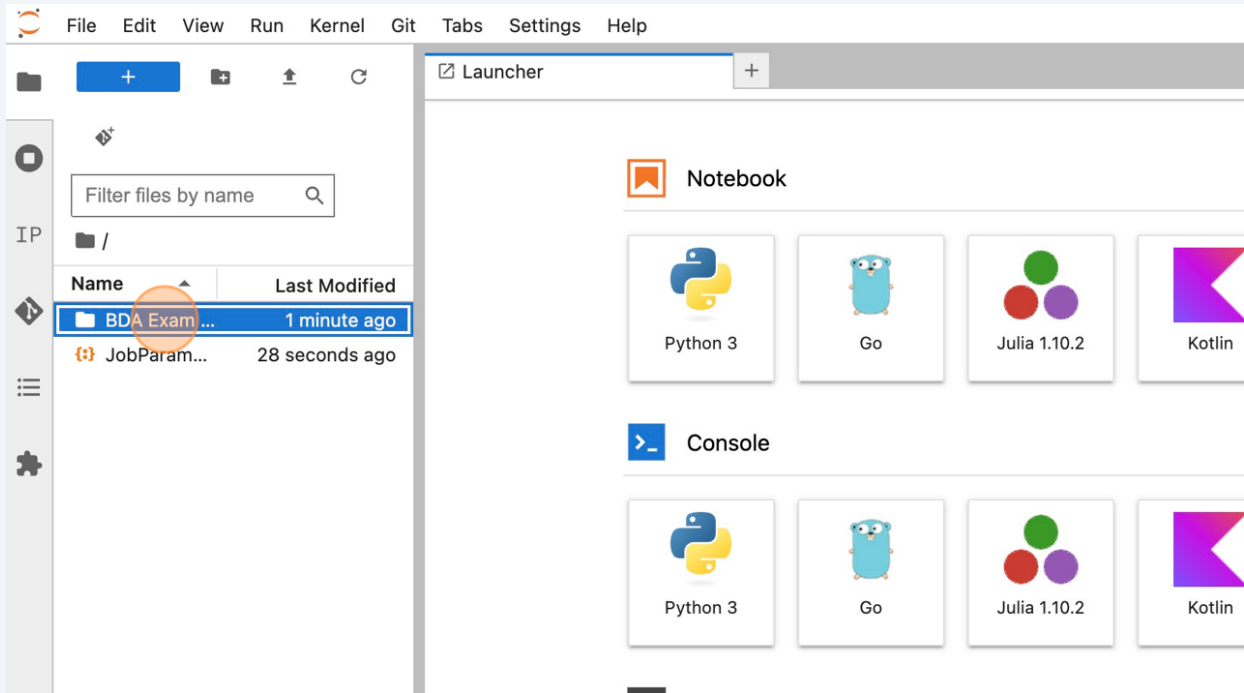 File Edit View Run Kernel Git Tabs Settings Help
+ Launcher +
Filter files by name
IP
/
Name Last Modified
BDA Exam ... 1 minute ago
JobParam... 28 seconds ago
Notebook
Python 3 Go Julia 1.10.2 Kotlin
Console
Python 3 Go Julia 1.10.2 Kotlin